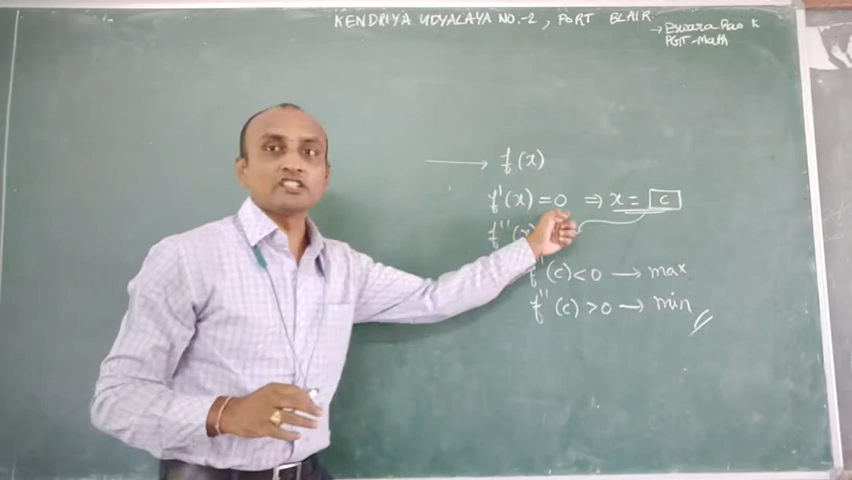 KENDRIYA VIDYALAYA NO.-2, PORT BLAIR
→ Eswara Rao K
PGT-Math
→ f(x)
f'(x) = 0 ⇒ x = c
f''(x)
f''(c) < 0 → max
f''(c) > 0 → min